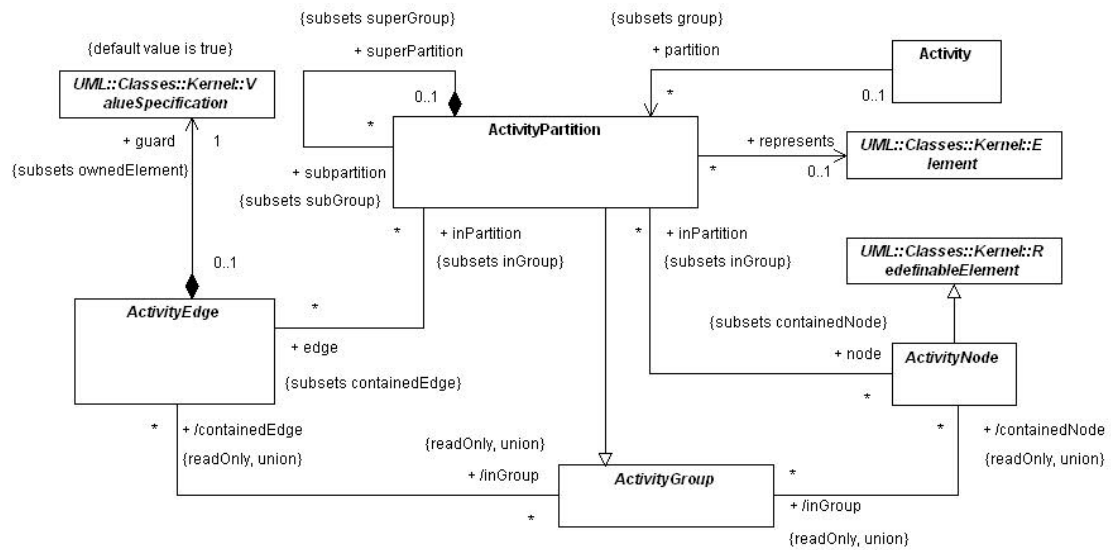 {subsets superGroup}
{subsets group}
{default value is true}
+ superPartition
+ partition
Activity
UML::Classes::Kernel::V
alueSpecification
0..1
*
0..1
+ guard
1
*
ActivityPartition
+ represents
UML::Classes::Kernel::E
lement
{subsets ownedElement}
+ subpartition
*
0..1
{subsets subGroup}
*
+ inPartition
*
+ inPartition
{subsets inGroup}
{subsets inGroup}
UML::Classes::Kernel::R
edefinableElement
0..1
ActivityEdge
*
{subsets containedNode}
+ edge
+ node
ActivityNode
{subsets containedEdge}
*
*
+ /containedEdge
*
+ /containedNode
{readOnly, union}
{readOnly, union}
{readOnly, union}
+ /inGroup
ActivityGroup
*
*
+ /inGroup
{readOnly, union}